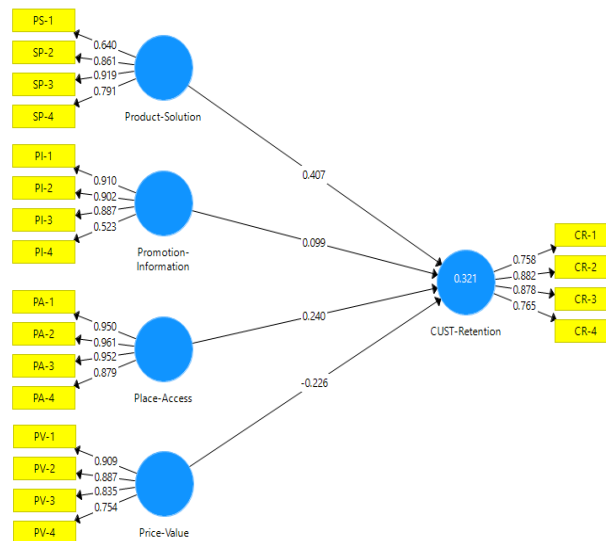 PS-1
SP-2
SP-3
SP-4
0.640
0.861
0.919
0.791
Product-Solution
PI-1
PI-2
PI-3
PI-4
0.910
0.902
0.887
0.523
Promotion-
Information
PA-1
PA-2
PA-3
PA-4
0.950
0.961
0.952
0.879
Place-Access
PV-1
PV-2
PV-3
PV-4
0.909
0.887
0.835
0.754
Price-Value
0.407
0.099
0.240
-0.226
0.321
CUST-Retention
0.758
0.882
0.878
0.765
CR-1
CR-2
CR-3
CR-4